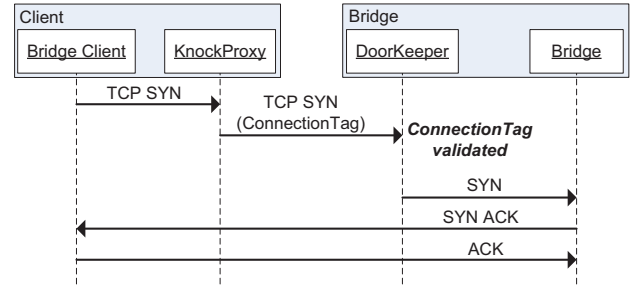 Client
Bridge
Bridge Client
KnockProxy
DoorKeeper
Bridge
TCP SYN
TCP SYN
(ConnectionTag)
ConnectionTag
validated
SYN
SYN ACK
ACK